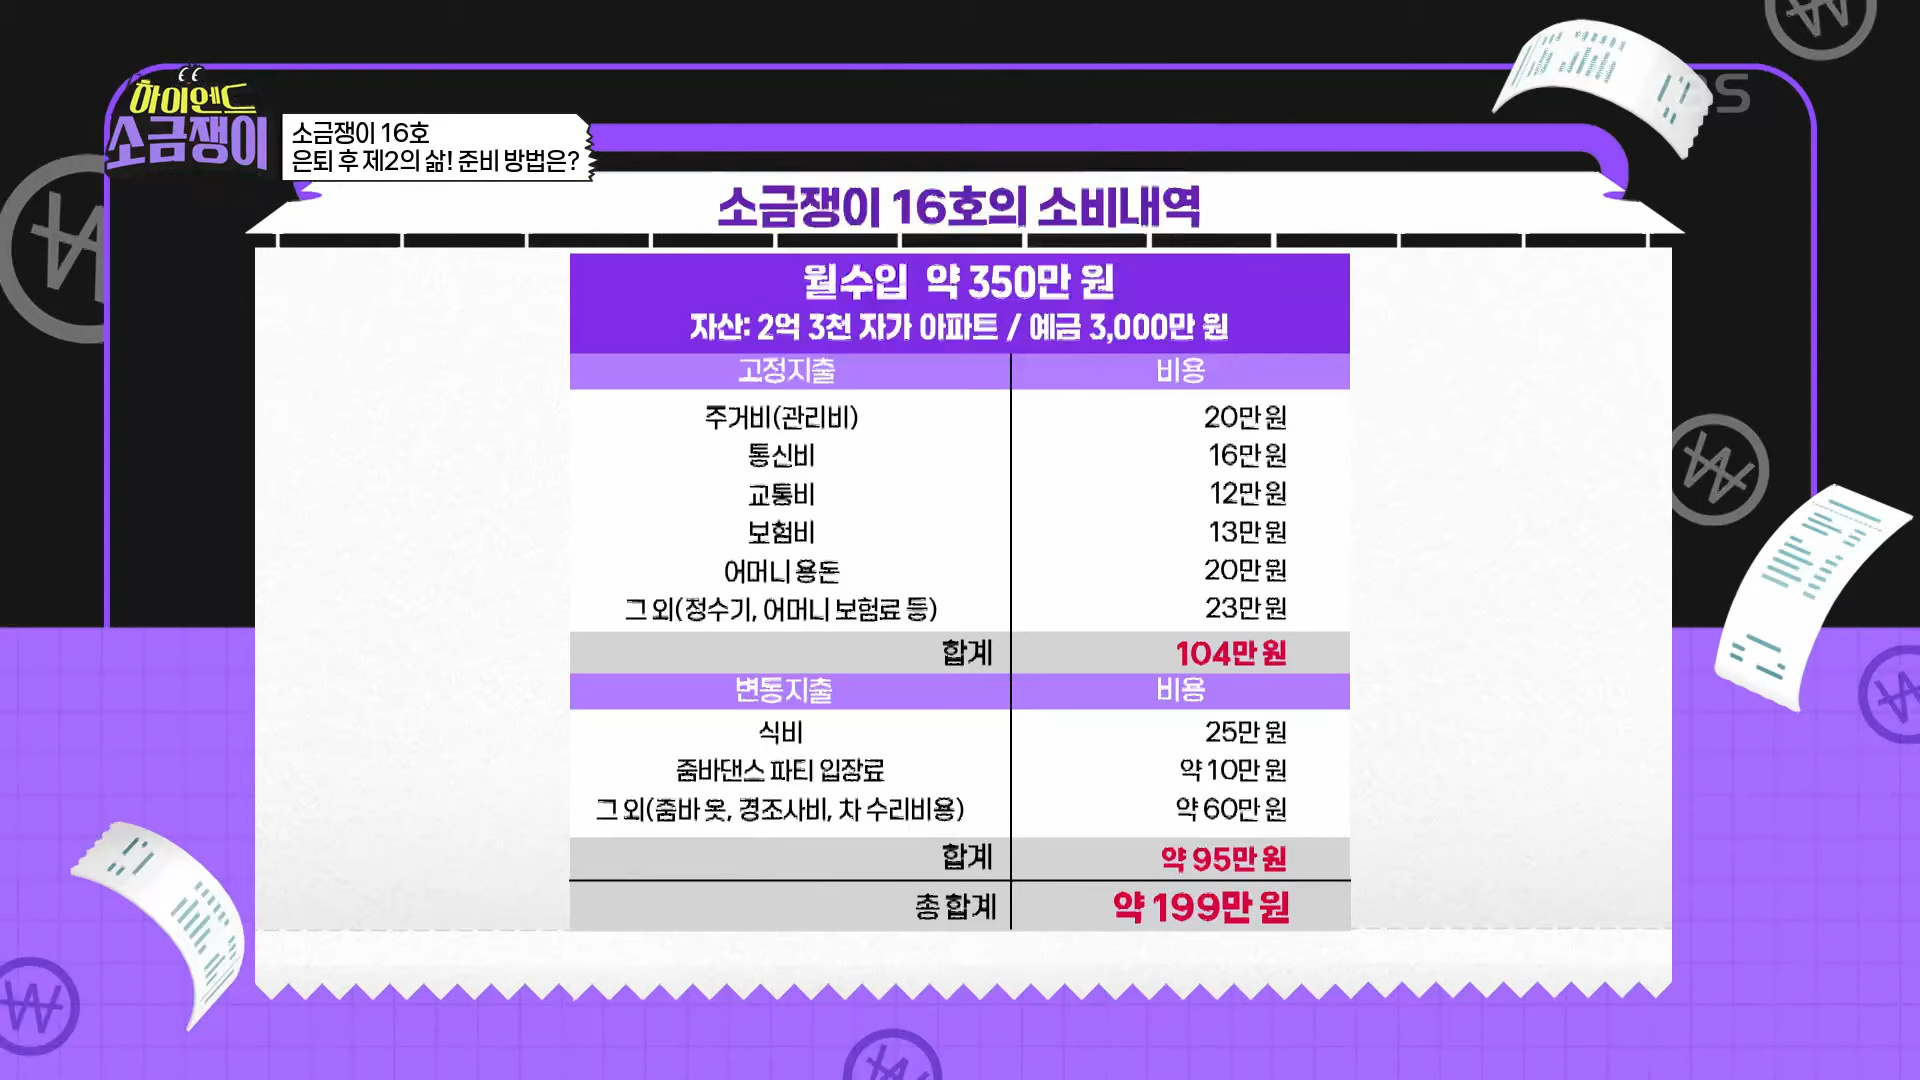 하이엔드
소금쟁이
소금쟁이 16호
은퇴 후 제2의 삶! 준비 방법은?
소금쟁이 16호의 소비내역
월수입 약 350만 원
자산: 2억 3천 자가 아파트 / 예금 3,000만 원
고정지출 비용
주거비(관리비) 20만 원
통신비 16만 원
교통비 12만 원
보험비 13만 원
어머니 용돈 20만 원
그 외(정수기, 어머니 보험료 등) 23만 원
합계 104만 원
변동지출 비용
식비 25만 원
줌바댄스 파티 입장료 약 10만 원
그 외(줌바 옷, 경조사비, 차 수리비용) 약 60만 원
합계 약 95만 원
총 합계 약 199만 원